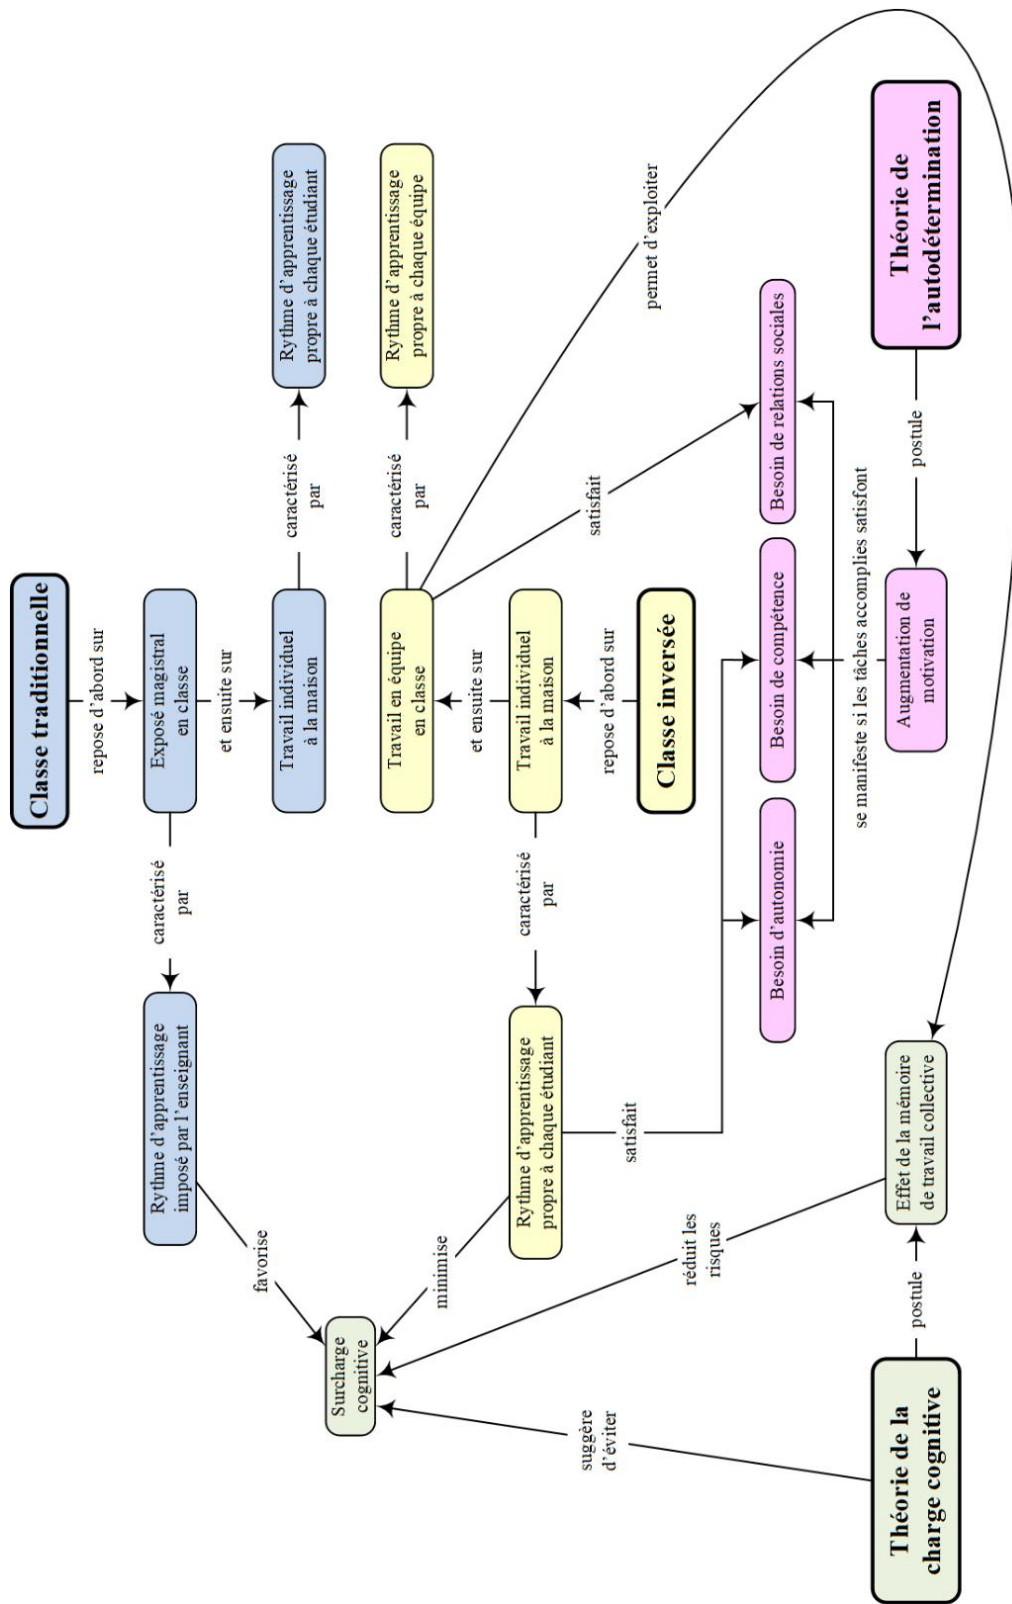 Classe traditionnelle
repose d'abord sur
Exposé magistral
en classe
caractérisé
par
Rythme d'apprentissage
imposé par l'enseignant
favorise
Surcharge
cognitive
et ensuite sur
Travail individuel
à la maison
caractérisé
par
Rythme d'apprentissage
propre à chaque étudiant
Travail en équipe
en classe
caractérisé
par
Rythme d'apprentissage
propre à chaque équipe
et ensuite sur
Travail individuel
à la maison
repose d'abord sur
Classe inversée
caractérisé
par
Rythme d'apprentissage
propre à chaque étudiant
minimise
satisfait
satisfait
permet d'exploiter
Besoin d'autonomie
Besoin de compétence
Besoin de relations sociales
se manifeste si les tâches accomplies satisfont
réduit les
risques
suggère
d'éviter
Théorie de la
charge cognitive
postule
Effet de la mémoire
de travail collective
Augmentation de
motivation
postule
Théorie de
l'autodétermination